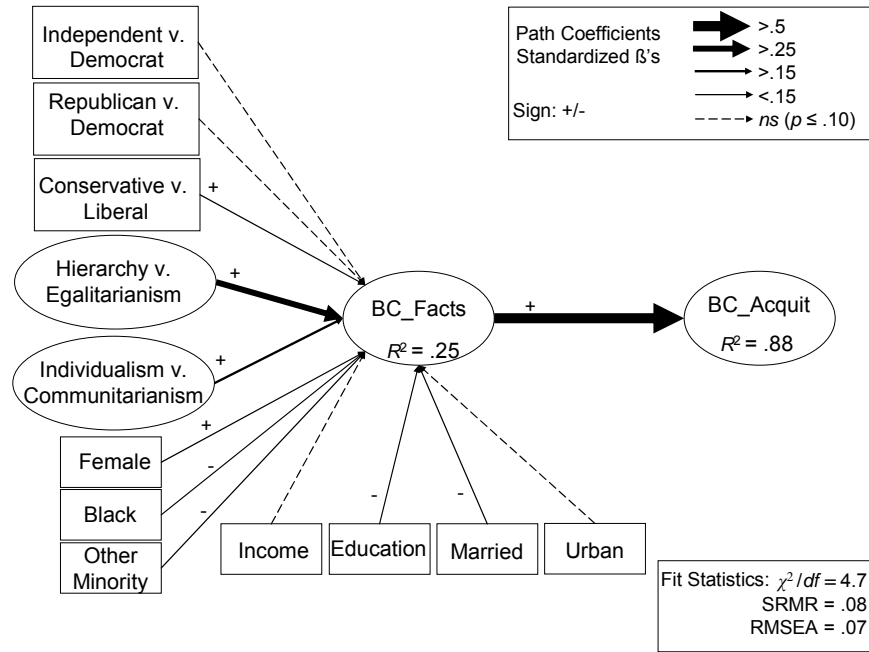 Independent v.
Democrat
Republican v.
Democrat
Conservative v.
Liberal
Hierarchy v.
Egalitarianism
Individualism v.
Communitarianism
Female
Black
Other
Minority
Income
Education
Married
Urban
+
+
+
+
-
-
-
-
BC_Facts
R² = .25
+
BC_Acquit
R² = .88
Path Coefficients
Standardized ß's
Sign: +/-
>.5
>.25
>.15
<.15
ns (p ≤ .10)
Fit Statistics: χ²/df = 4.7
SRMR = .08
RMSEA = .07